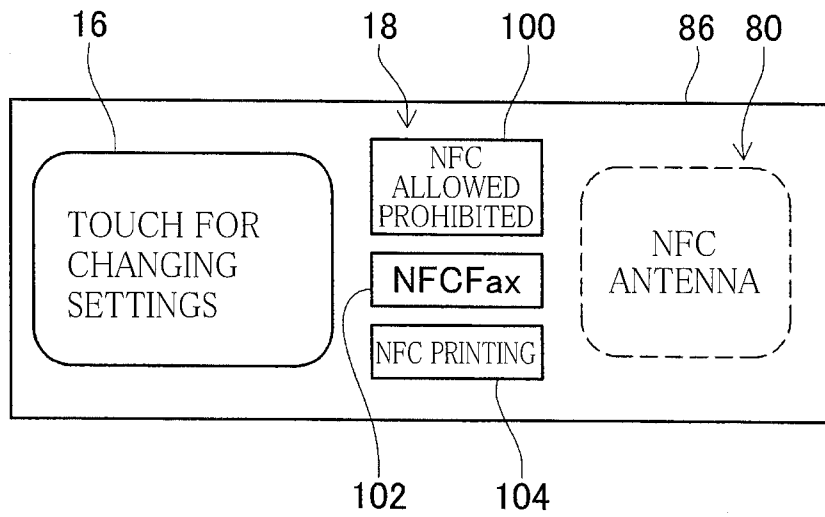 16
18
100
86
80
TOUCH FOR
CHANGING
SETTINGS
NFC
ALLOWED
PROHIBITED
NFCFax
NFC PRINTING
NFC
ANTENNA
102
104